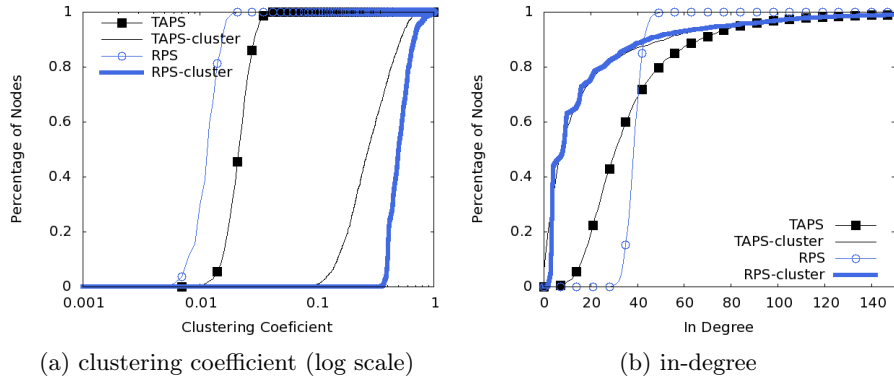 TAPS
TAPS-cluster
RPS
RPS-cluster
Percentage of Nodes
1
0.8
0.6
0.4
0.2
0
0.001
0.01
0.1
1
Clustering Coeficient
(a) clustering coefficient (log scale)
Percentage of Nodes
1
0.8
0.6
0.4
0.2
0
TAPS
TAPS-cluster
RPS
RPS-cluster
0 20 40 60 80 100 120 140
In Degree
(b) in-degree